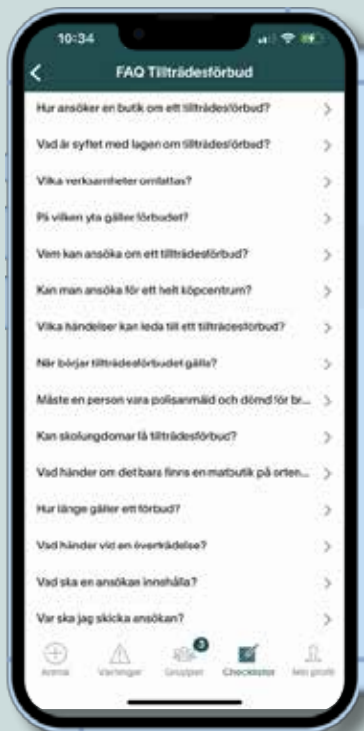 10:34
FAQ Tillträdesförbud
Hur ansöker en butik om ett tillträdesförbud?
Vad är syftet med lagen om tillträdesförbud?
Vilka verksamheter omfattas?
På vilken yta gäller förbudet?
Vem kan ansöka om ett tillträdesförbud?
Kan man ansöka för ett helt köpcentrum?
Vilka händelser kan leda till ett tillträdesförbud?
När börjar tillträdesförbudet gälla?
Måste en person vara polisanmäld och dömd för br...
Kan skolungdomar få tillträdesförbud?
Vad händer om det bara finns en matbutik på orten...
Hur länge gäller ett förbud?
Vad händer vid en överträdelse?
Vad ska en ansökan innehålla?
Var ska jag skicka ansökan?
3
Larma Varningar Grupper Checklistor Min profil